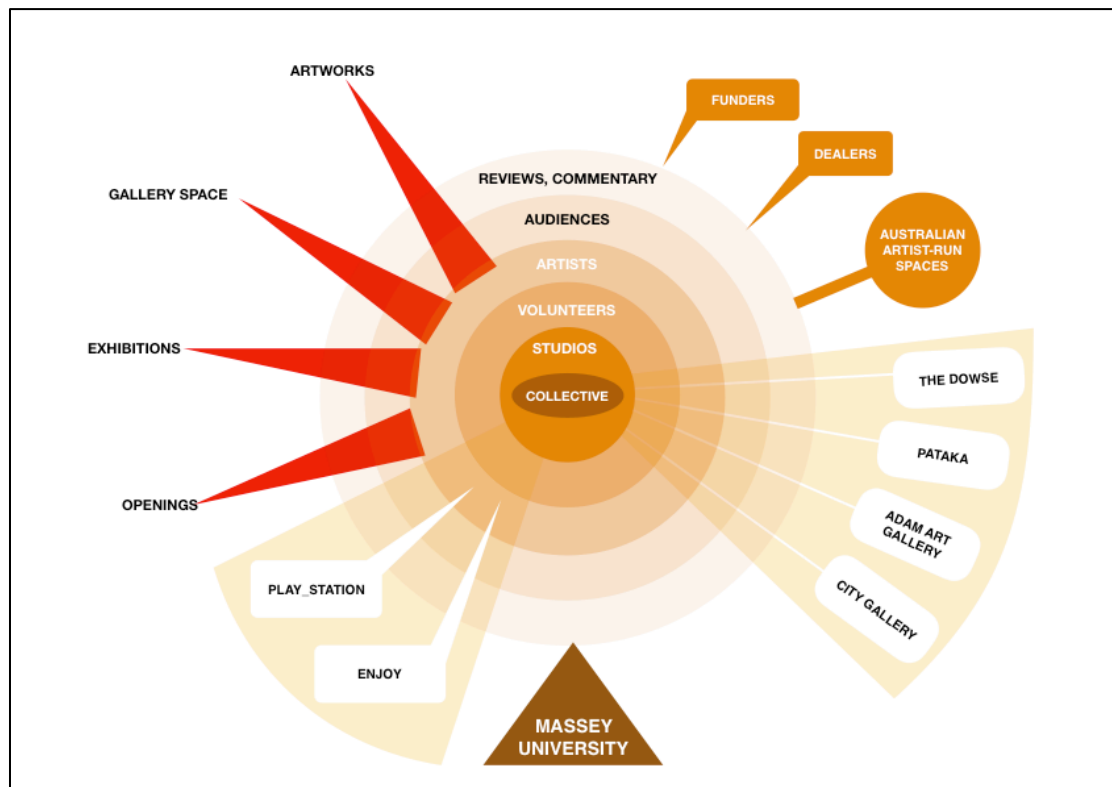 ARTWORKS
FUNDERS
DEALERS
REVIEWS, COMMENTARY
GALLERY SPACE
AUDIENCES
AUSTRALIAN
ARTIST-RUN
SPACES
ARTISTS
VOLUNTEERS
EXHIBITIONS
STUDIOS
THE DOWSE
COLLECTIVE
PATAKA
OPENINGS
ADAM ART
GALLERY
PLAY_STATION
CITY GALLERY
ENJOY
MASSEY
UNIVERSITY